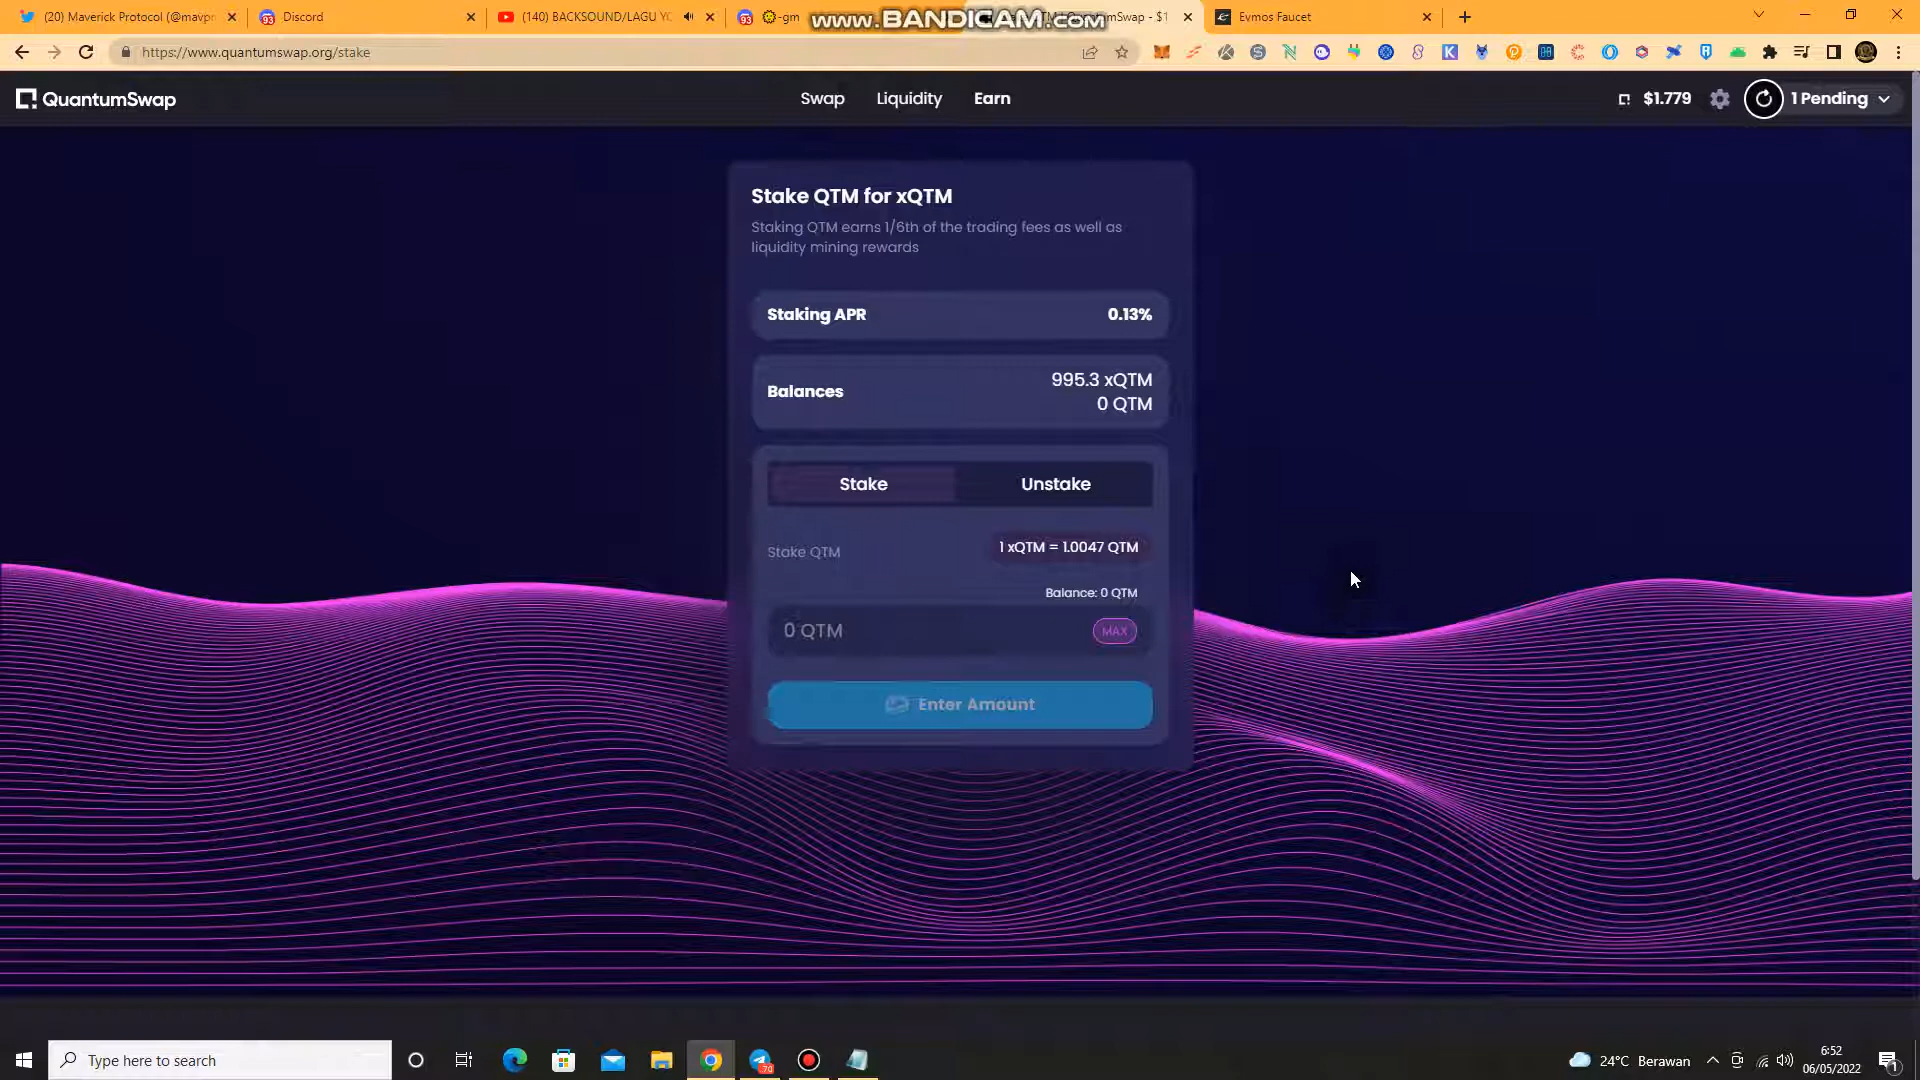 (20) Maverick Protocol (@mavpr
Discord
(140) BACKSOUND/LAGU YO
-gm
www.BANDICAM.com
Swap - $1
Evmos Faucet
https://www.quantumswap.org/stake
QuantumSwap
Swap
Liquidity
Earn
$1.779
1 Pending
Stake QTM for xQTM
Staking QTM earns 1/6th of the trading fees as well as
liquidity mining rewards
Staking APR
0.13%
Balances
995.3 xQTM
0 QTM
Stake
Unstake
Stake QTM
1 xQTM = 1.0047 QTM
Balance: 0 QTM
0 QTM
MAX
Enter Amount
Type here to search
24°C Berawan
6:52
06/05/2022